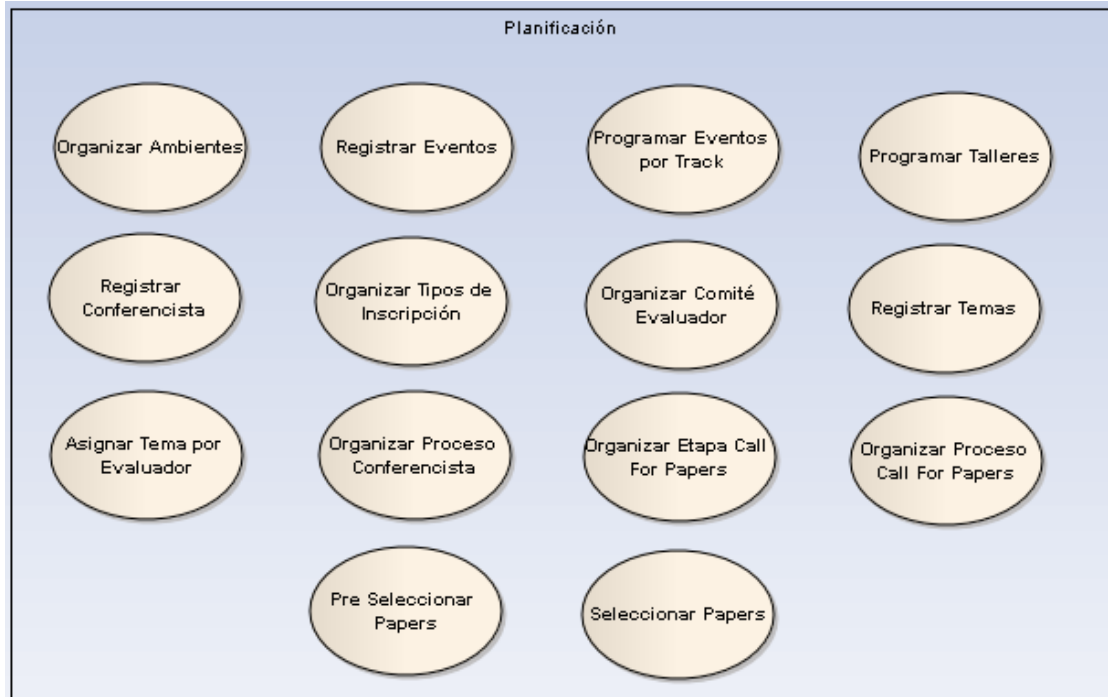 Planificación
Organizar Ambientes
Registrar Eventos
Programar Eventos
por Track
Programar Talleres
Registrar
Conferencista
Organizar Tipos de
Inscripción
Organizar Comité
Evaluador
Registrar Temas
Asignar Tema por
Evaluador
Organizar Proceso
Conferencista
Organizar Etapa Call
For Papers
Organizar Proceso
Call For Papers
Pre Seleccionar
Papers
Seleccionar Papers